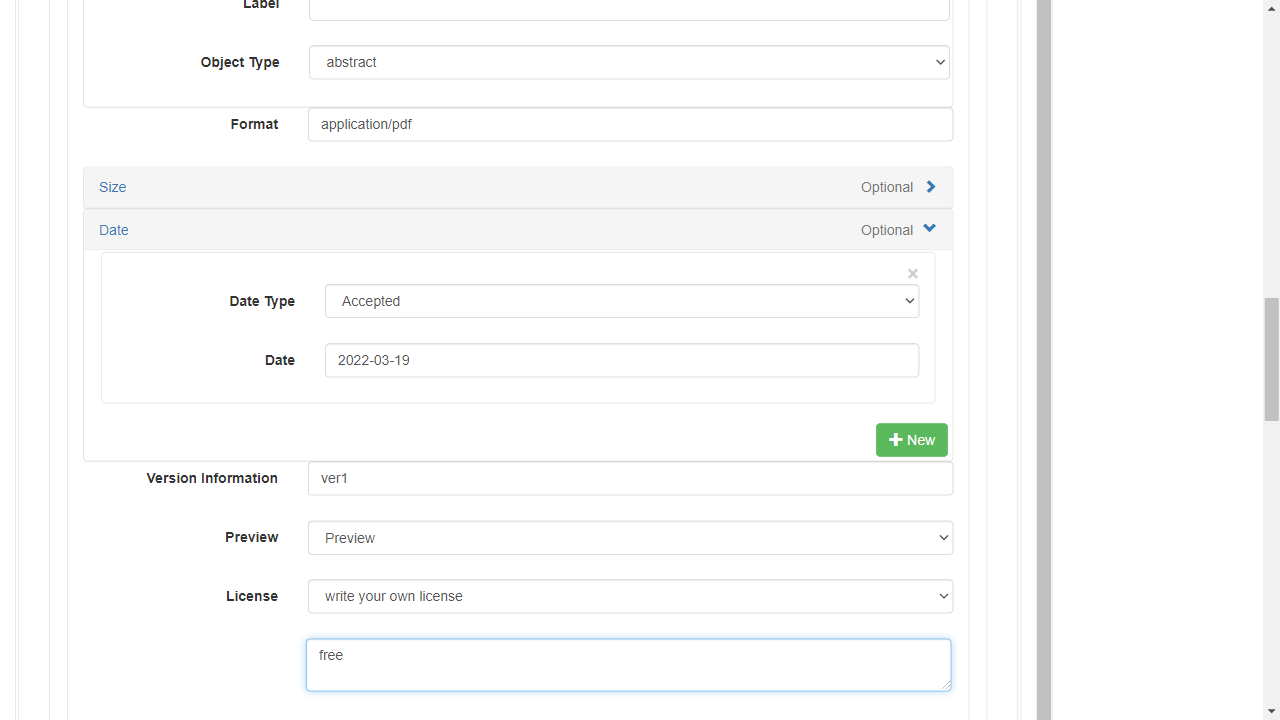 Label
Object Type abstract
Format application/pdf
Size Optional
Date Optional
×
Date Type Accepted
Date 2022-03-19
New
Version Information ver1
Preview Preview
License write your own license
free